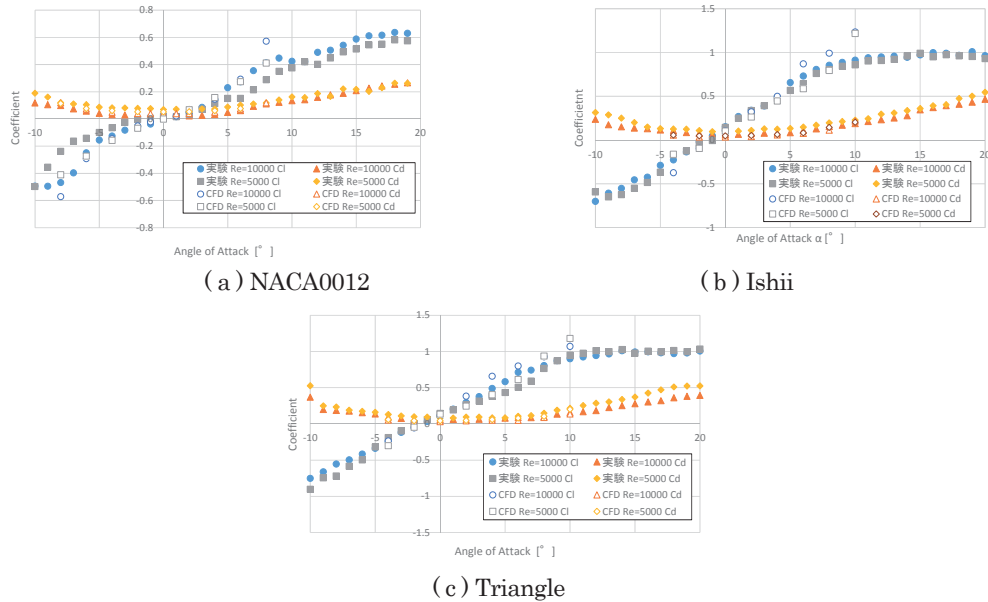 0.8
0.6
0.4
0.2
0
-0.2
-0.4
-0.6
-0.8
-10 -5 0 5 10 15 20
Coefficient
Angle of Attack [° ]
実験 Re=10000 Cl 実験 Re=10000 Cd
実験 Re=5000 Cl 実験 Re=5000 Cd
CFD Re=10000 Cl CFD Re=10000 Cd
CFD Re=5000 Cl CFD Re=5000 Cd
( a ) NACA0012
1.5
1
0.5
0
-0.5
-1
-10 -5 0 5 10 15 20
Coefficietnt
Angle of Attack α [° ]
実験 Re=10000 Cl 実験 Re=10000 Cd
実験 Re=5000 Cl 実験 Re=5000 Cd
CFD Re=10000 Cl CFD Re=10000 Cd
CFD Re=5000 Cl CFD Re=5000 Cd
( b ) Ishii
1.5
1
0.5
0
-0.5
-1
-1.5
-10 -5 0 5 10 15 20
Coefficient
Angle of Attack [° ]
実験 Re=10000 Cl 実験 Re=10000 Cd
実験 Re=5000 Cl 実験 Re=5000 Cd
CFD Re=10000 Cl CFD Re=10000 Cd
CFD Re=5000 Cl CFD Re=5000 Cd
( c ) Triangle